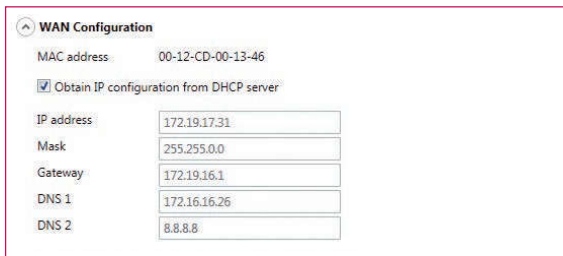 WAN Configuration
MAC address 00-12-CD-00-13-46
Obtain IP configuration from DHCP server
IP address 172.19.17.31
Mask 255.255.0.0
Gateway 172.19.16.1
DNS 1 172.16.16.26
DNS 2 8.8.8.8